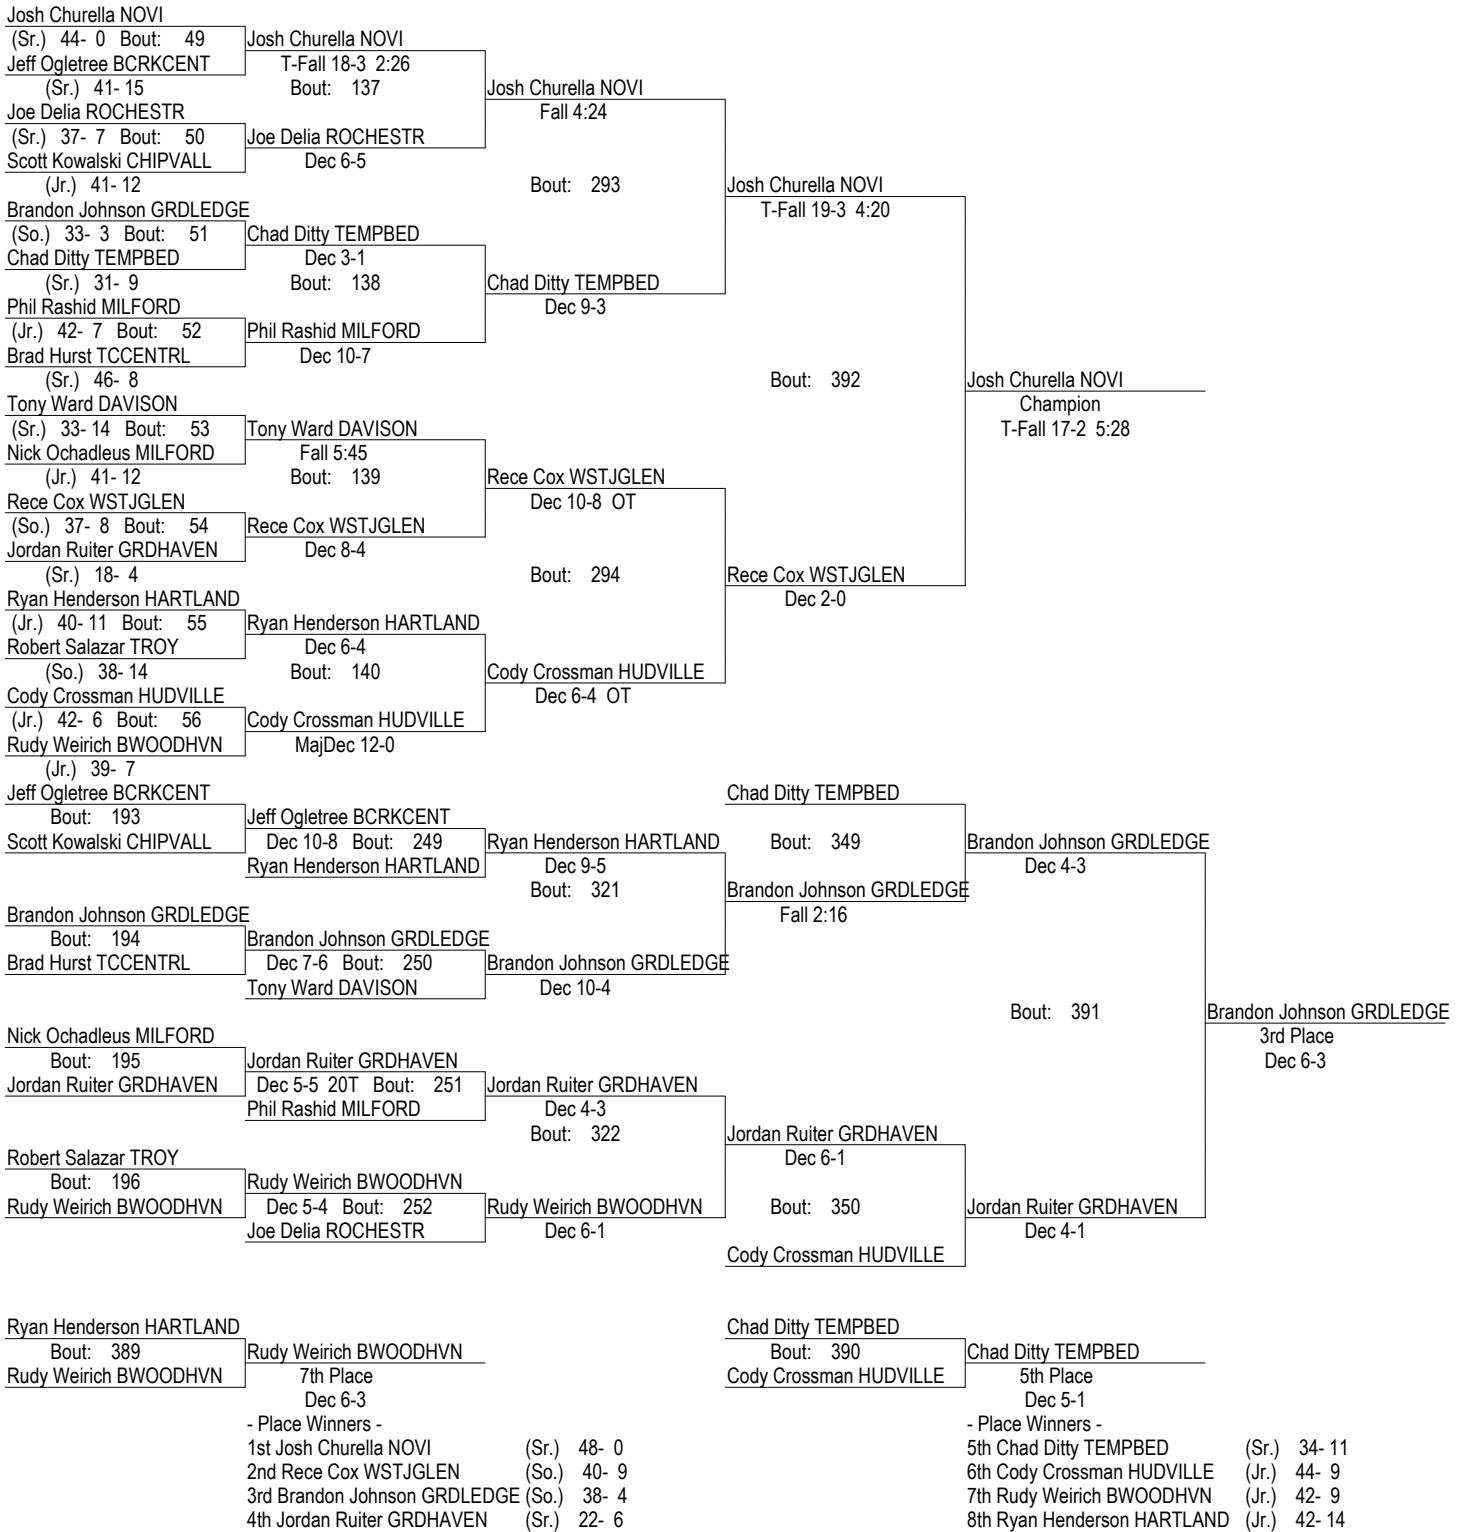 Josh Churella NOVI
(Sr.) 44- 0 Bout: 49
Jeff Ogletree BCRKCENT
(Sr.) 41- 15
Joe Delia ROCHESTR
(Sr.) 37- 7 Bout: 50
Scott Kowalski CHIPVALL
(Jr.) 41- 12
Brandon Johnson GRDLEDGE
(So.) 33- 3 Bout: 51
Chad Ditty TEMPBED
(Sr.) 31- 9
Phil Rashid MILFORD
(Jr.) 42- 7 Bout: 52
Brad Hurst TCCENTRL
(Sr.) 46- 8
Tony Ward DAVISON
(Sr.) 33- 14 Bout: 53
Nick Ochadleus MILFORD
(Jr.) 41- 12
Rece Cox WSTJGLEN
(So.) 37- 8 Bout: 54
Jordan Ruiter GRDHAVEN
(Sr.) 18- 4
Ryan Henderson HARTLAND
(Jr.) 40- 11 Bout: 55
Robert Salazar TROY
(So.) 38- 14
Cody Crossman HUDVILLE
(Jr.) 42- 6 Bout: 56
Rudy Weirich BWOODHVN
(Jr.) 39- 7
Josh Churella NOVI
T-Fall 18-3 2:26
Bout: 137
Joe Delia ROCHESTR
Dec 6-5
Chad Ditty TEMPBED
Dec 3-1
Bout: 138
Phil Rashid MILFORD
Dec 10-7
Tony Ward DAVISON
Fall 5:45
Bout: 139
Rece Cox WSTJGLEN
Dec 8-4
Ryan Henderson HARTLAND
Dec 6-4
Bout: 140
Cody Crossman HUDVILLE
MajDec 12-0
Josh Churella NOVI
Fall 4:24
Bout: 293
Chad Ditty TEMPBED
Dec 9-3
Rece Cox WSTJGLEN
Dec 10-8 OT
Bout: 294
Cody Crossman HUDVILLE
Dec 6-4 OT
Josh Churella NOVI
T-Fall 19-3 4:20
Bout: 392
Rece Cox WSTJGLEN
Dec 2-0
Josh Churella NOVI
Champion
T-Fall 17-2 5:28
Jeff Ogletree BCRKCENT
Bout: 193
Scott Kowalski CHIPVALL
Brandon Johnson GRDLEDGE
Bout: 194
Brad Hurst TCCENTRL
Nick Ochadleus MILFORD
Bout: 195
Jordan Ruiter GRDHAVEN
Robert Salazar TROY
Bout: 196
Rudy Weirich BWOODHVN
Jeff Ogletree BCRKCENT
Dec 10-8 Bout: 249
Ryan Henderson HARTLAND
Brandon Johnson GRDLEDGE
Dec 7-6 Bout: 250
Tony Ward DAVISON
Jordan Ruiter GRDHAVEN
Dec 5-5 20T Bout: 251
Phil Rashid MILFORD
Rudy Weirich BWOODHVN
Dec 5-4 Bout: 252
Joe Delia ROCHESTR
Ryan Henderson HARTLAND
Dec 9-5
Bout: 321
Brandon Johnson GRDLEDGE
Dec 10-4
Jordan Ruiter GRDHAVEN
Dec 4-3
Bout: 322
Rudy Weirich BWOODHVN
Dec 6-1
Chad Ditty TEMPBED
Bout: 349
Brandon Johnson GRDLEDGE
Fall 2:16
Jordan Ruiter GRDHAVEN
Dec 6-1
Bout: 350
Cody Crossman HUDVILLE
Brandon Johnson GRDLEDGE
Dec 4-3
Bout: 391
Jordan Ruiter GRDHAVEN
Dec 4-1
Brandon Johnson GRDLEDGE
3rd Place
Dec 6-3
Ryan Henderson HARTLAND
Bout: 389
Rudy Weirich BWOODHVN
Rudy Weirich BWOODHVN
7th Place
Dec 6-3
Chad Ditty TEMPBED
Bout: 390
Cody Crossman HUDVILLE
Chad Ditty TEMPBED
5th Place
Dec 5-1
- Place Winners -
1st Josh Churella NOVI (Sr.) 48- 0
2nd Rece Cox WSTJGLEN (So.) 40- 9
3rd Brandon Johnson GRDLEDGE (So.) 38- 4
4th Jordan Ruiter GRDHAVEN (Sr.) 22- 6
- Place Winners -
5th Chad Ditty TEMPBED (Sr.) 34- 11
6th Cody Crossman HUDVILLE (Jr.) 44- 9
7th Rudy Weirich BWOODHVN (Jr.) 42- 9
8th Ryan Henderson HARTLAND (Jr.) 42- 14